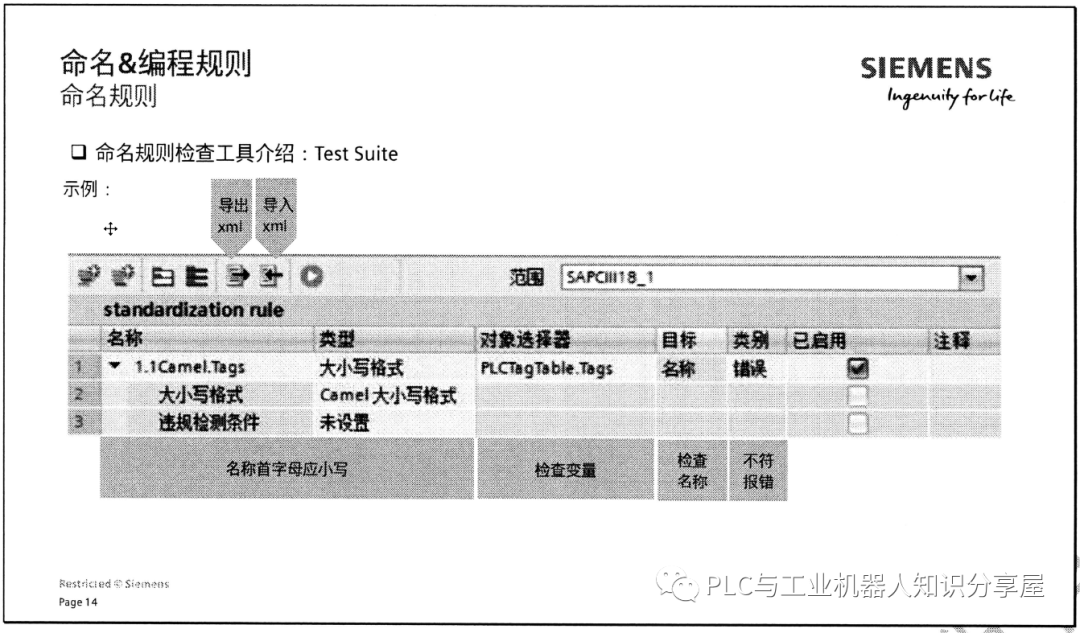 命名&编程规则
命名规则
SIEMENS
Ingenuity for life
❑ 命名规则检查工具介绍：Test Suite
示例：
导出 导入
xml xml
范围 SAPCIII18_1
standardization rule
名称 类型 对象选择器 目标 类别 已启用 注释
1 1.1Camel.Tags 大小写格式 PLCTagTable.Tags 名称 错误
2 大小写格式 Camel 大小写格式
3 违规检测条件 未设置
名称首字母应小写 检查变量 检查 不符
名称 报错
Restricted © Siemens
Page 14
PLC与工业机器人知识分享屋